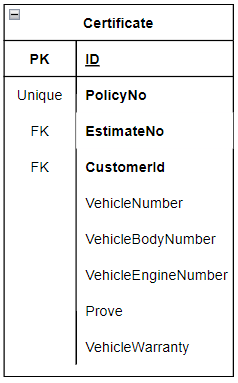 Certificate
PK ID
Unique PolicyNo
FK EstimateNo
FK CustomerId
VehicleNumber
VehicleBodyNumber
VehicleEngineNumber
Prove
VehicleWarranty